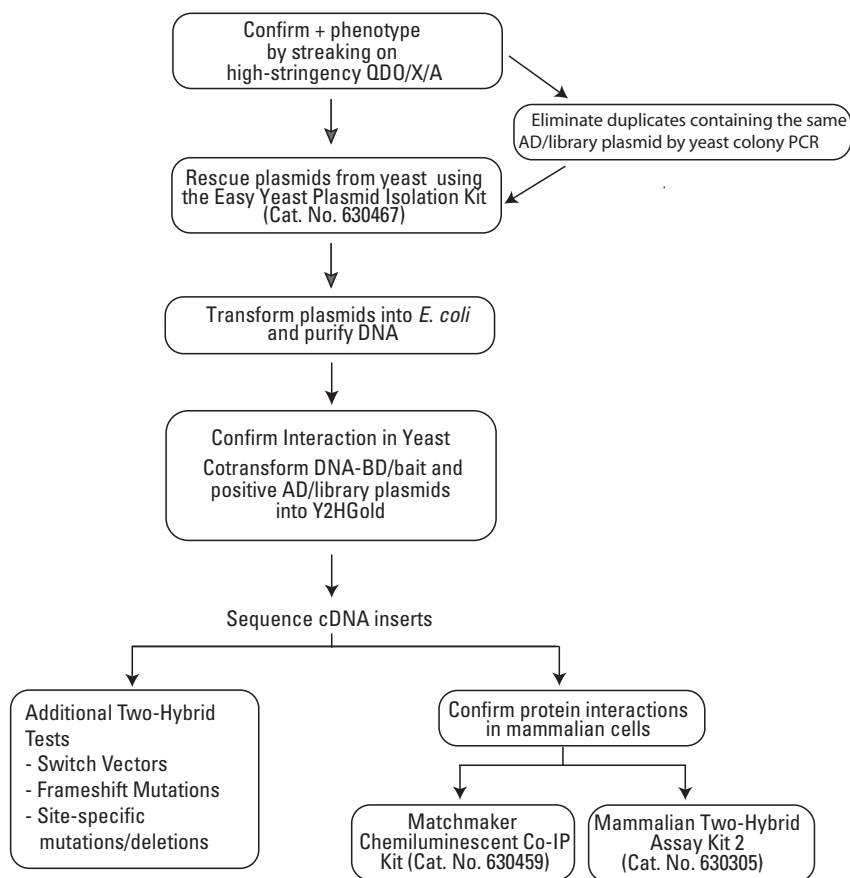 Confirm + phenotype
by streaking on
high-stringency QDO/X/A
Eliminate duplicates containing the same
AD/library plasmid by yeast colony PCR
Rescue plasmids from yeast using
the Easy Yeast Plasmid Isolation Kit
(Cat. No. 630467)
Transform plasmids into E. coli
and purify DNA
Confirm Interaction in Yeast
Cotransform DNA-BD/bait and
positive AD/library plasmids
into Y2HGold
Sequence cDNA inserts
Additional Two-Hybrid
Tests
- Switch Vectors
- Frameshift Mutations
- Site-specific
mutations/deletions
Confirm protein interactions
in mammalian cells
Matchmaker
Chemiluminescent Co-IP
Kit (Cat. No. 630459)
Mammalian Two-Hybrid
Assay Kit 2
(Cat. No. 630305)